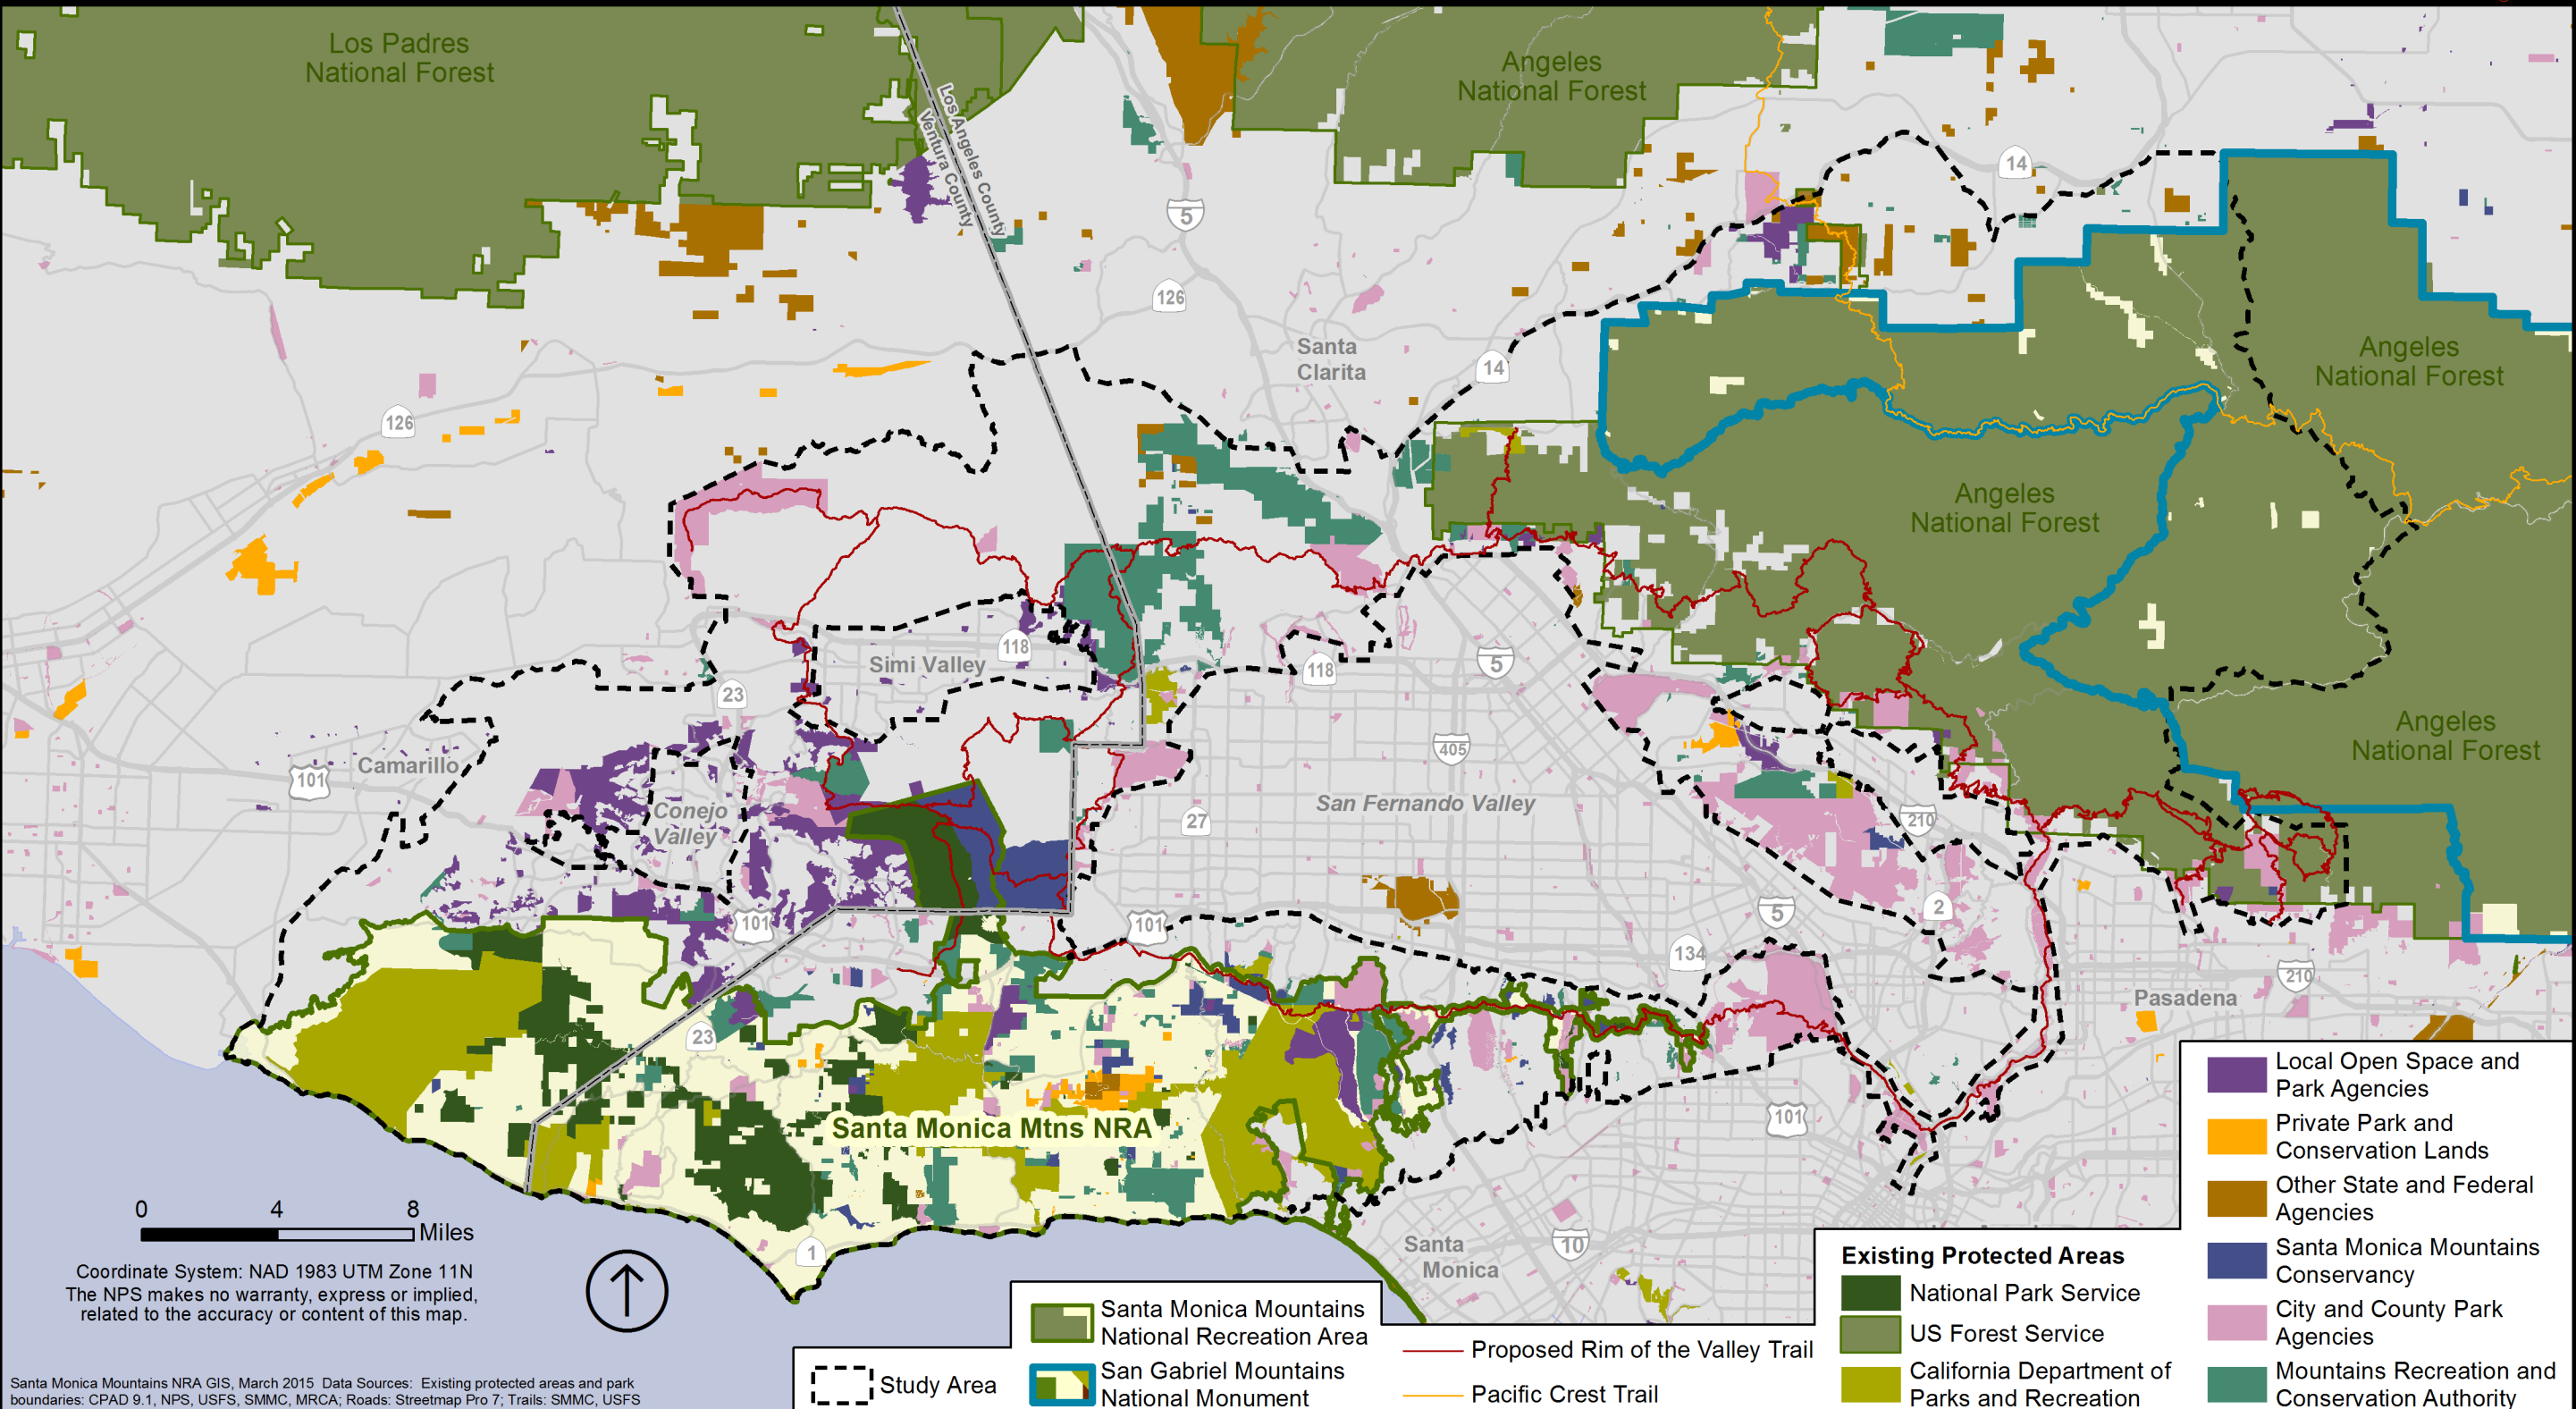 Los Padres
National Forest
Angeles
National Forest
Los Angeles County
Ventura County
14
5
126
Santa
Clarita
14
Angeles
National Forest
126
Angeles
National Forest
118
Simi Valley
118
5
23
Angeles
National Forest
405
Camarillo
101
Conejo
Valley
San Fernando Valley
27
210
101
101
5
2
134
210
Pasadena
23
Santa Monica Mtns NRA
101
0 4 8
Miles
1
Santa
Monica
10
Coordinate System: NAD 1983 UTM Zone 11N
The NPS makes no warranty, express or implied,
related to the accuracy or content of this map.
Santa Monica Mountains NRA GIS, March 2015 Data Sources: Existing protected areas and park
boundaries: CPAD 9.1, NPS, USFS, SMMC, MRCA; Roads: Streetmap Pro 7; Trails: SMMC, USFS
Study Area
Santa Monica Mountains
National Recreation Area
San Gabriel Mountains
National Monument
Proposed Rim of the Valley Trail
Pacific Crest Trail
Existing Protected Areas
National Park Service
US Forest Service
California Department of
Parks and Recreation
Local Open Space and
Park Agencies
Private Park and
Conservation Lands
Other State and Federal
Agencies
Santa Monica Mountains
Conservancy
City and County Park
Agencies
Mountains Recreation and
Conservation Authority